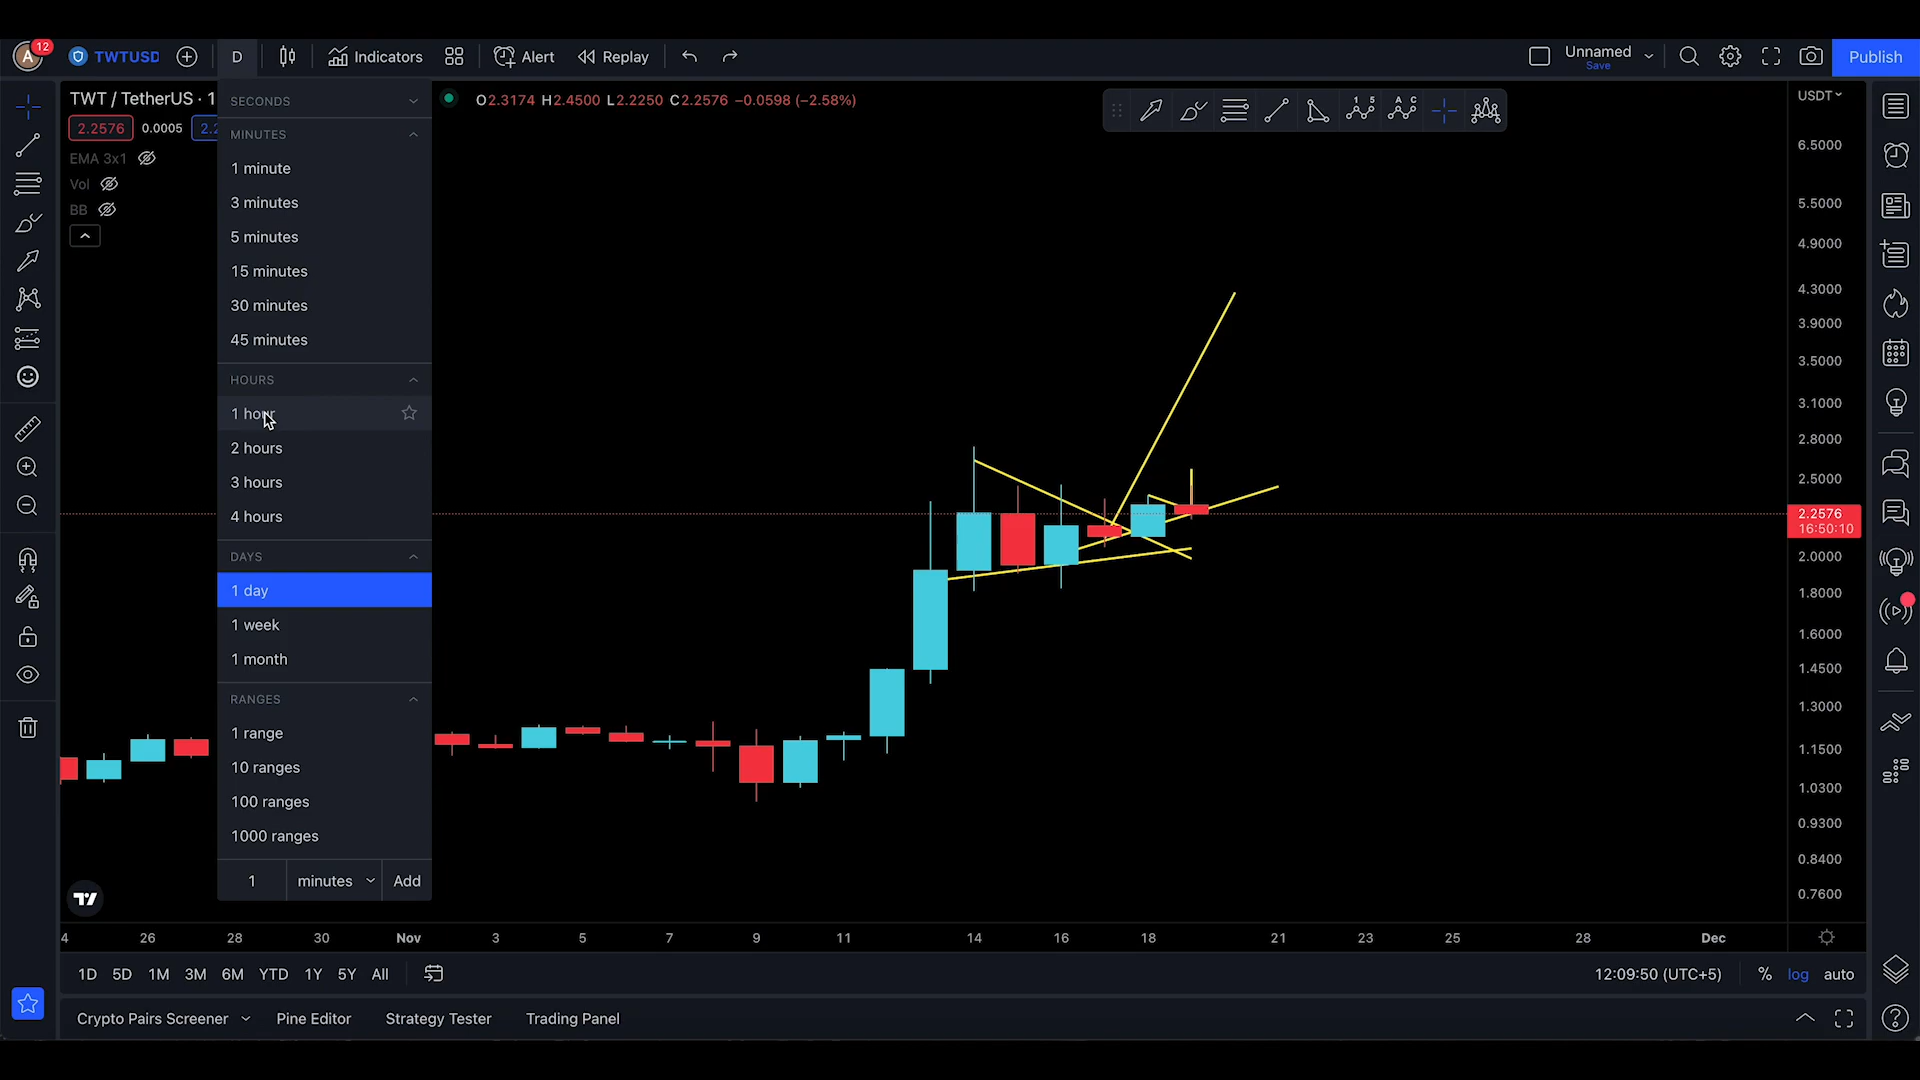 A 12 TWTUSD D Indicators Alert Replay Unnamed Save Publish
TWT / TetherUS · 1 O2.3174 H2.4500 L2.2250 C2.2576 −0.0598 (−2.58%) USDT
2.2576 0.0005 2.2
EMA 3x1
Vol
BB
SECONDS
MINUTES
1 minute
3 minutes
5 minutes
15 minutes
30 minutes
45 minutes
HOURS
1 hour
2 hours
3 hours
4 hours
DAYS
1 day
1 week
1 month
RANGES
1 range
10 ranges
100 ranges
1000 ranges
1 minutes Add
1 5
A C
6.5000
5.5000
4.9000
4.3000
3.9000
3.5000
3.1000
2.8000
2.5000
2.2576
16:50:10
2.0000
1.8000
1.6000
1.4500
1.3000
1.1500
1.0300
0.9300
0.8400
0.7600
4 26 28 30 Nov 3 5 7 9 11 14 16 18 21 23 25 28 Dec
1D 5D 1M 3M 6M YTD 1Y 5Y All 12:09:50 (UTC+5) % log auto
Crypto Pairs Screener Pine Editor Strategy Tester Trading Panel